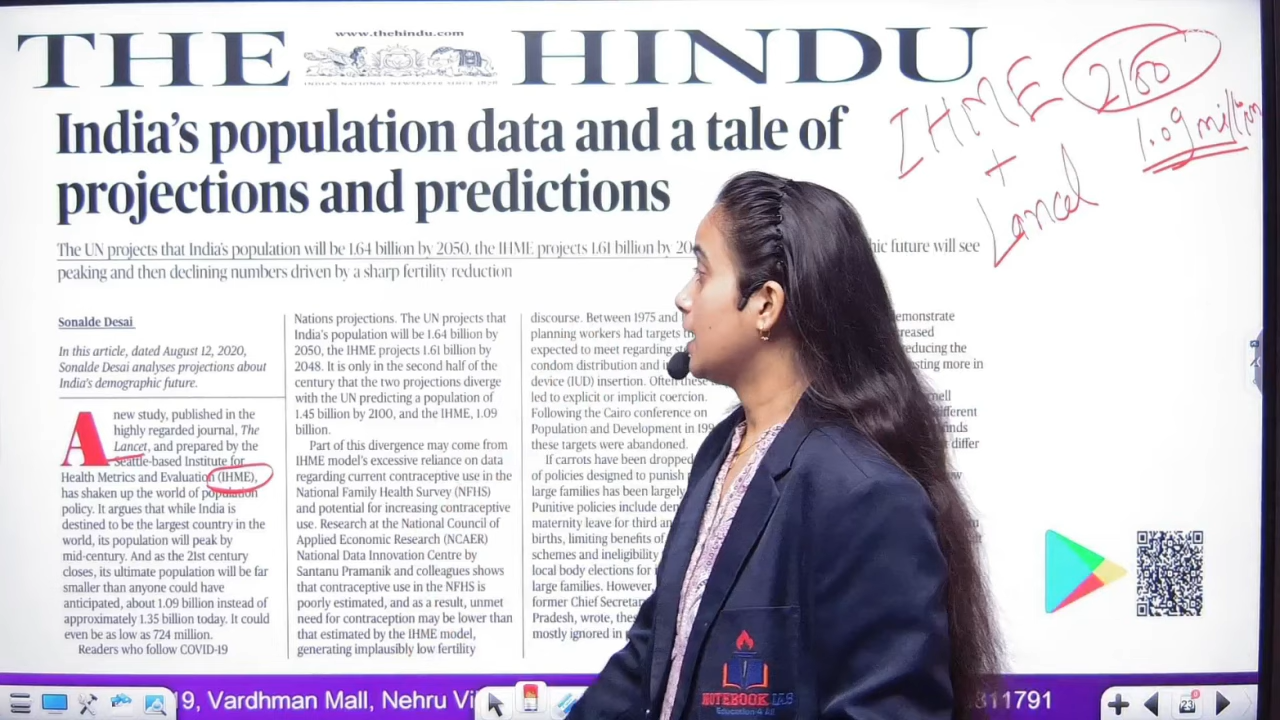 THE HINDU
www.thehindu.com
INDIA'S NATIONAL NEWSPAPER SINCE 1878
India's population data and a tale of
projections and predictions
The UN projects that India's population will be 1.64 billion by 2050, the IHME projects 1.61 billion by
hic future will see
peaking and then declining numbers driven by a sharp fertility reduction
IHME
2100
1.09 million
+
Lancet
Sonalde Desai
In this article, dated August 12, 2020,
Sonalde Desai analyses projections about
India's demographic future.
A new study, published in the
highly regarded journal, The
Lancet, and prepared by the
Seattle-based Institute for
Health Metrics and Evaluation (IHME),
has shaken up the world of population
policy. It argues that while India is
destined to be the largest country in the
world, its population will peak by
mid-century. And as the 21st century
closes, its ultimate population will be far
smaller than anyone could have
anticipated, about 1.09 billion instead of
approximately 1.35 billion today. It could
even be as low as 724 million.
Readers who follow COVID-19
Nations projections. The UN projects that
India's population will be 1.64 billion by
2050, the IHME projects 1.61 billion by
2048. It is only in the second half of the
century that the two projections diverge
with the UN predicting a population of
1.45 billion by 2100, and the IHME, 1.09
billion.
Part of this divergence may come from
IHME model's excessive reliance on data
regarding current contraceptive use in the
National Family Health Survey (NFHS)
and potential for increasing contraceptive
use. Research at the National Council of
Applied Economic Research (NCAER)
National Data Innovation Centre by
Santanu Pramanik and colleagues shows
that contraceptive use in the NFHS is
poorly estimated, and as a result, unmet
need for contraception may be lower than
that estimated by the IHME model,
generating implausibly low fertility
discourse. Between 1975 and
planning workers had targets
expected to meet regarding
condom distribution and
device (IUD) insertion. Often these
led to explicit or implicit coercion.
Following the Cairo conference on
Population and Development in
these targets were abandoned.
If carrots have been dropped
of policies designed to punish
large families has been largely
Punitive policies include
maternity leave for third
births, limiting benefits of
schemes and ineligibility
local body elections for
large families. However,
former Chief
Pradesh, wrote,
mostly ignored in
reducing the
more in
differ
NOTEBOOK IAS
9, Vardhman Mall, Nehru
311791
23